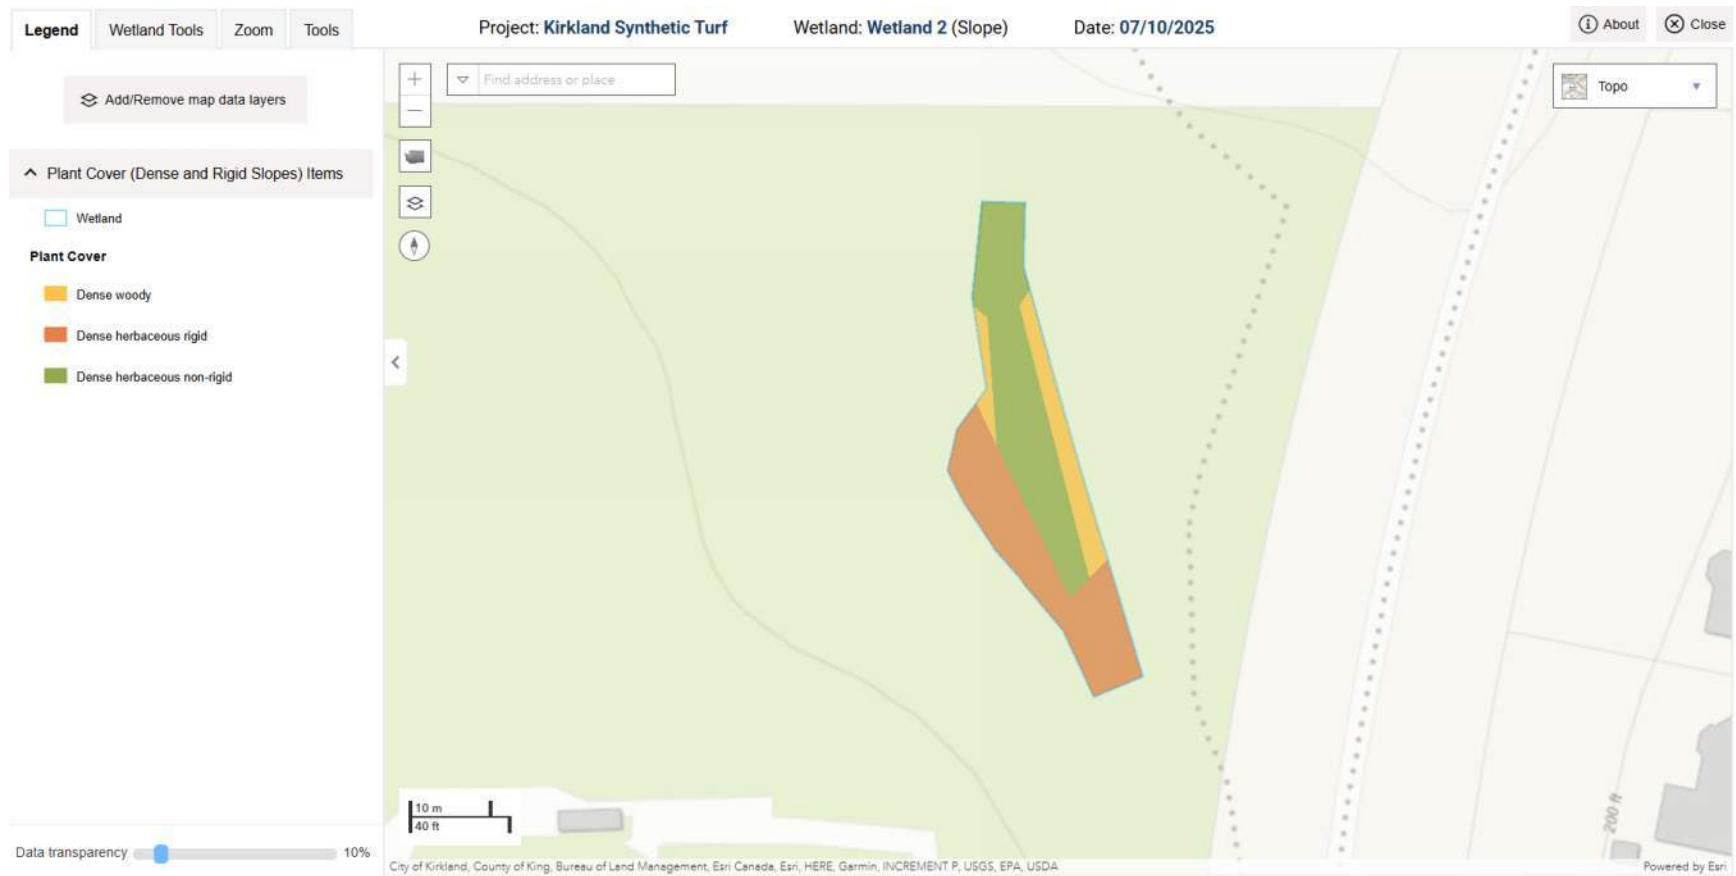 Legend
Wetland Tools
Zoom
Tools
Project: Kirkland Synthetic Turf
Wetland: Wetland 2 (Slope)
Date: 07/10/2025
About
Close
Add/Remove map data layers
Find address or place
Topo
Plant Cover (Dense and Rigid Slopes) Items
Wetland
Plant Cover
Dense woody
Dense herbaceous rigid
Dense herbaceous non-rigid
10 m
40 ft
200 ft
Data transparency
10%
City of Kirkland, County of King, Bureau of Land Management, Esri Canada, Esri, HERE, Garmin, INCREMENT P, USGS, EPA, USDA
Powered by Esri